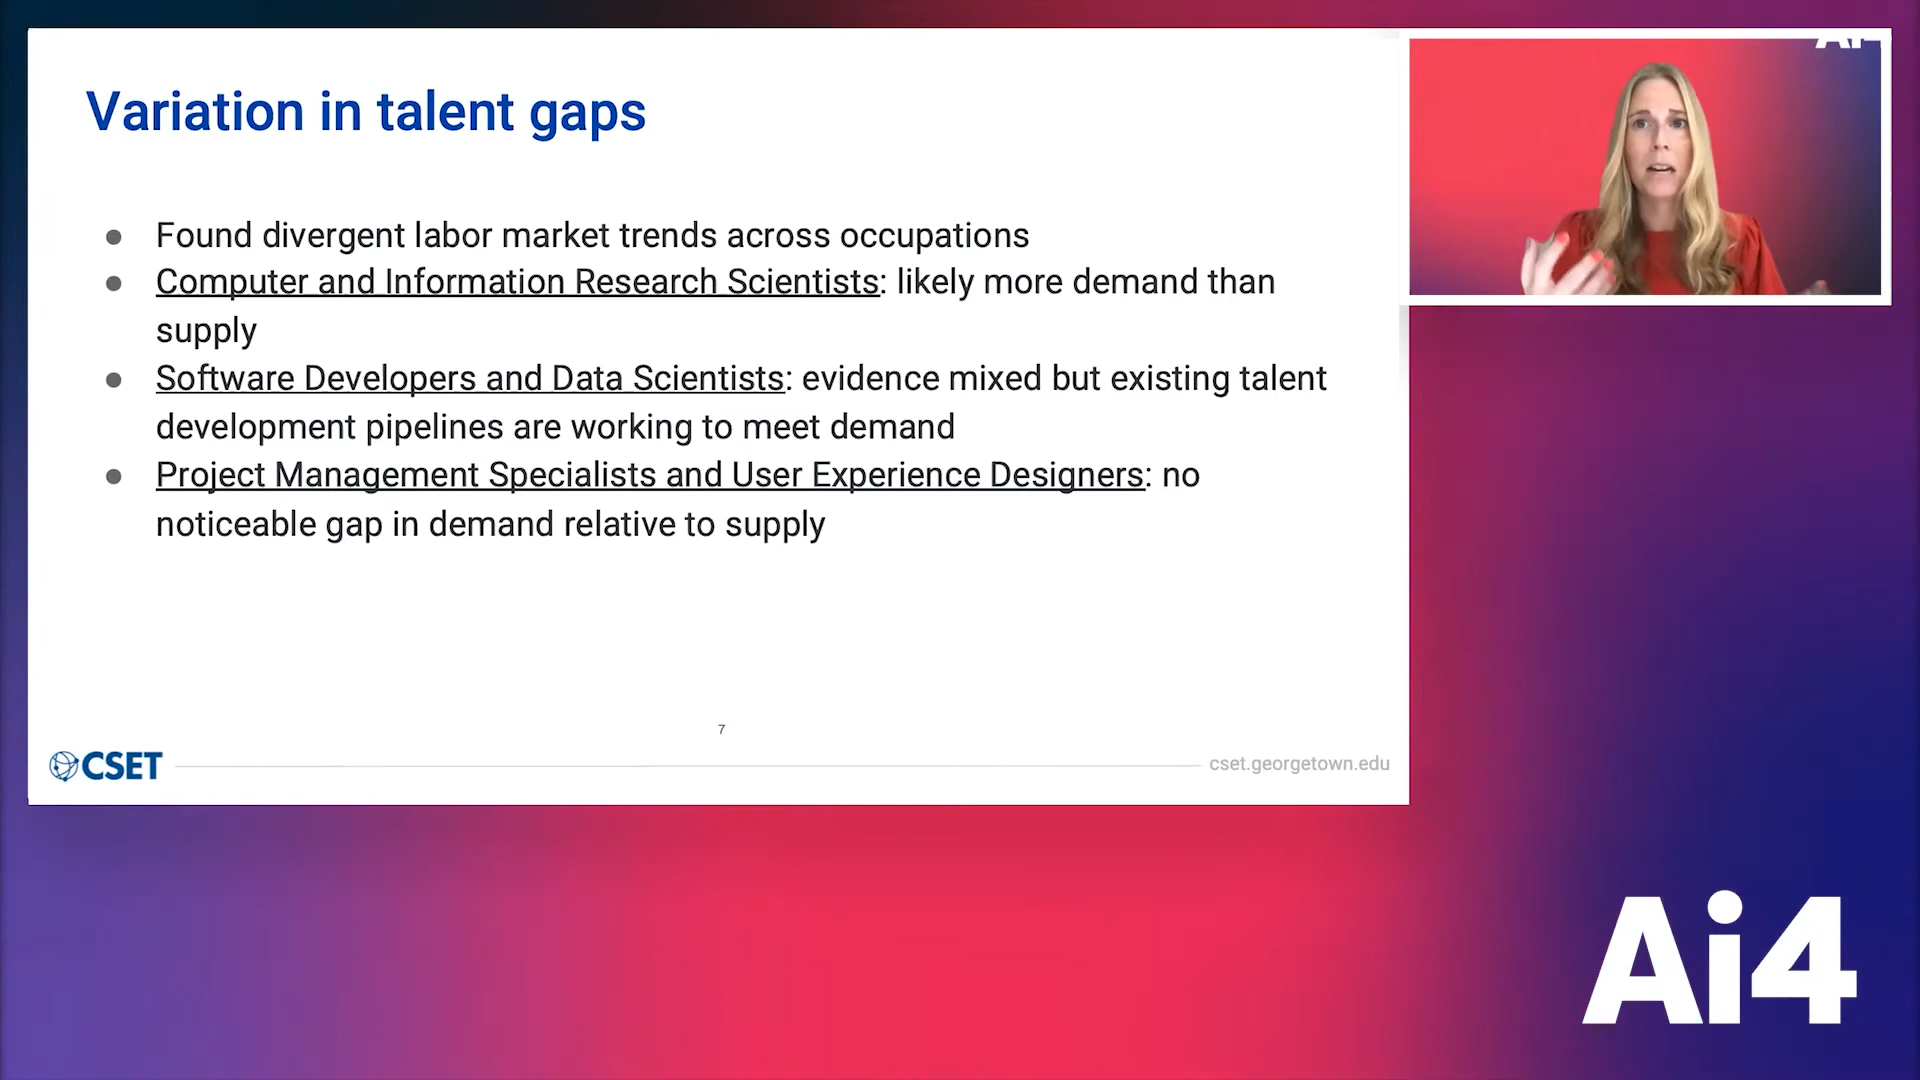 Variation in talent gaps
● Found divergent labor market trends across occupations
● Computer and Information Research Scientists: likely more demand than
supply
● Software Developers and Data Scientists: evidence mixed but existing talent
development pipelines are working to meet demand
● Project Management Specialists and User Experience Designers: no
noticeable gap in demand relative to supply
7
CSET
cset.georgetown.edu
Ai4
Ai4